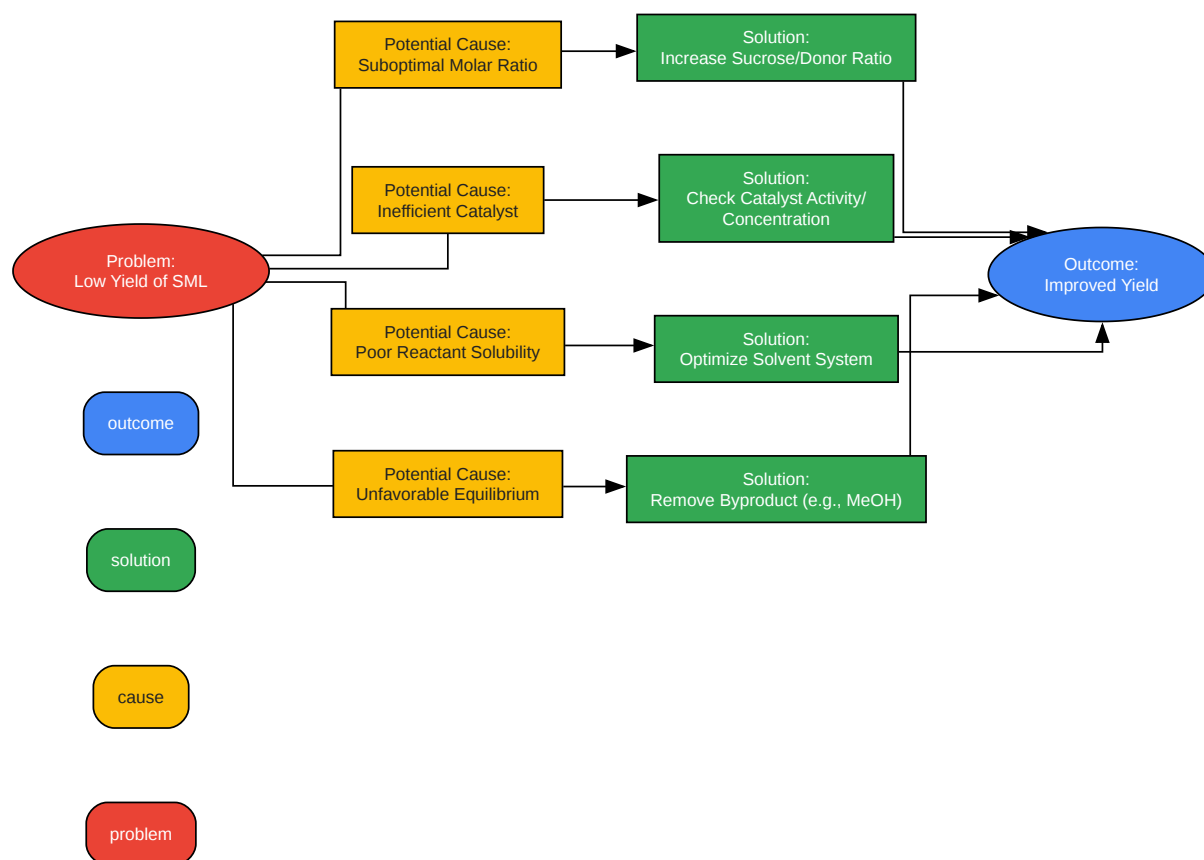 Potential Cause:
Suboptimal Molar Ratio
Solution:
Increase Sucrose/Donor Ratio
Potential Cause:
Inefficient Catalyst
Solution:
Check Catalyst Activity/
Concentration
Problem:
Low Yield of SML
Outcome:
Improved Yield
Potential Cause:
Poor Reactant Solubility
Solution:
Optimize Solvent System
outcome
Potential Cause:
Unfavorable Equilibrium
Solution:
Remove Byproduct (e.g., MeOH)
solution
cause
problem